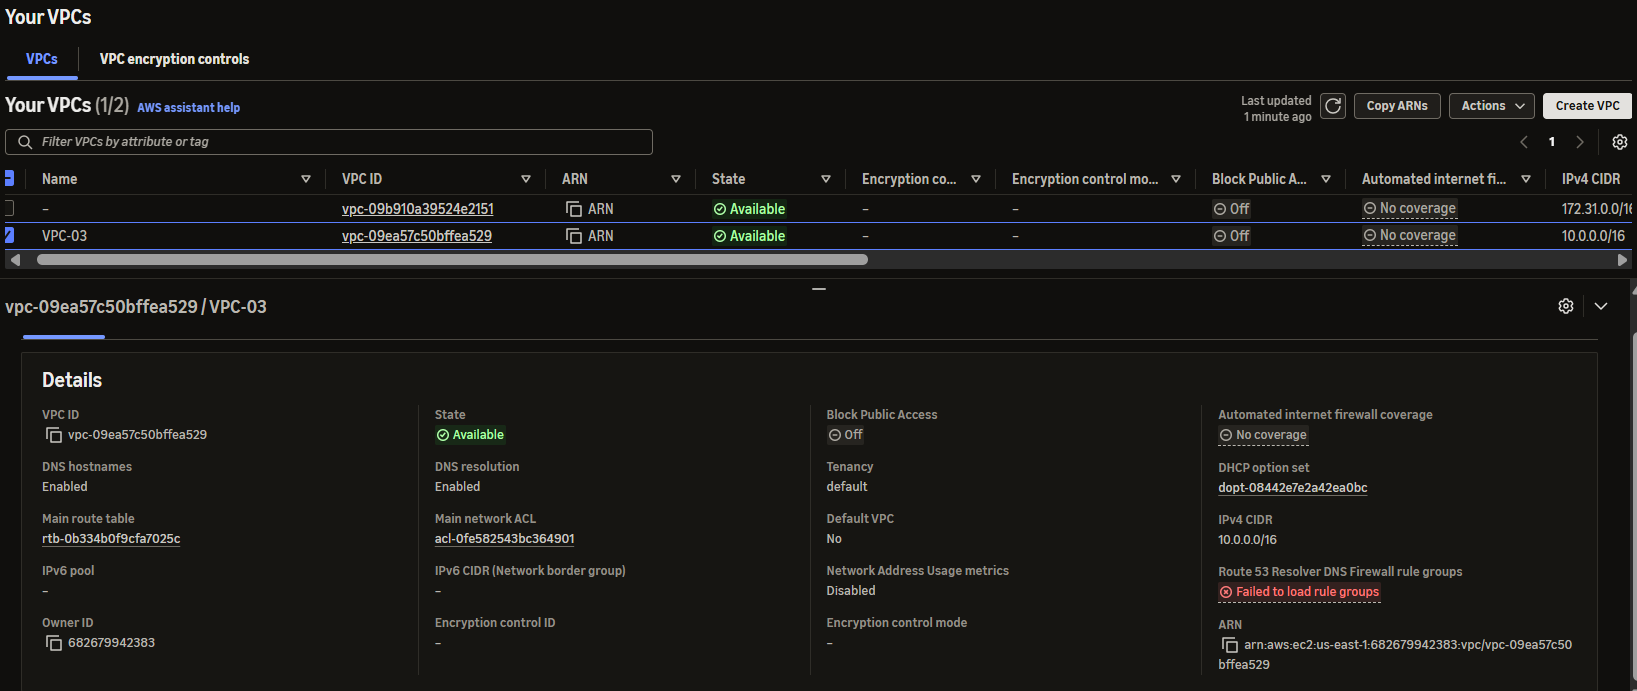 Your VPCs
VPCs
VPC encryption controls
Your VPCs (1/2) AWS assistant help
Last updated
1 minute ago
Copy ARNs
Actions
Create VPC
Filter VPCs by attribute or tag
1
Name VPC ID ARN State Encryption co... Encryption control mo... Block Public A... Automated internet fi... IPv4 CIDR
– vpc-09b910a39524e2151 ARN Available – – Off No coverage 172.31.0.0/16
VPC-03 vpc-09ea57c50bffea529 ARN Available – – Off No coverage 10.0.0.0/16
vpc-09ea57c50bffea529 / VPC-03
Details
VPC ID
vpc-09ea57c50bffea529
DNS hostnames
Enabled
Main route table
rtb-0b334b0f9cfa7025c
IPv6 pool
–
Owner ID
682679942383
State
Available
DNS resolution
Enabled
Main network ACL
acl-0fe582543bc364901
IPv6 CIDR (Network border group)
–
Encryption control ID
–
Block Public Access
Off
Tenancy
default
Default VPC
No
Network Address Usage metrics
Disabled
Encryption control mode
–
Automated internet firewall coverage
No coverage
DHCP option set
dopt-08442e7e2a42ea0bc
IPv4 CIDR
10.0.0.0/16
Route 53 Resolver DNS Firewall rule groups
Failed to load rule groups
ARN
arn:aws:ec2:us-east-1:682679942383:vpc/vpc-09ea57c50
bffea529